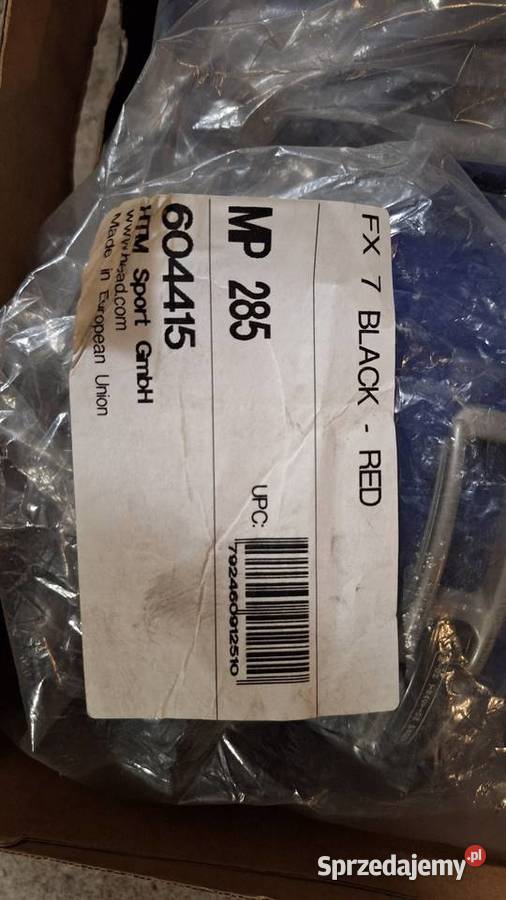 FX 7 BLACK - RED
MP 285
UPC:
792460912510
604415
HTM Sport GmbH
www.head.com
Made in European Union
Sprzedajemy.pl